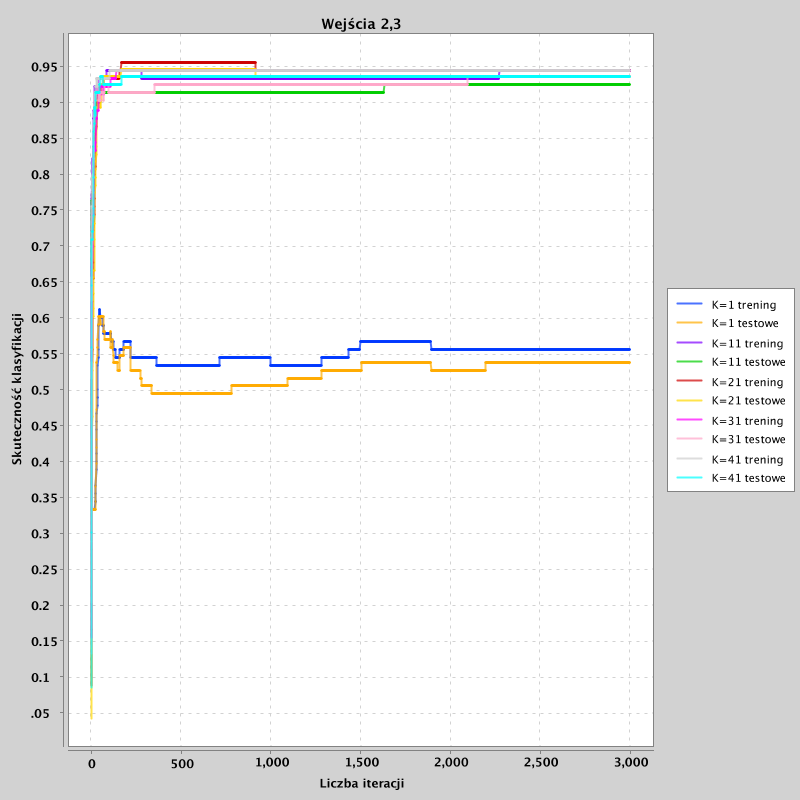 Wejścia 2,3
Skuteczność klasyfikacji
0.95
0.9
0.85
0.8
0.75
0.7
0.65
0.6
0.55
0.5
0.45
0.4
0.35
0.3
0.25
0.2
0.15
0.1
.05
0
500
1,000
1,500
2,000
2,500
3,000
Liczba iteracji
K=1 trening
K=1 testowe
K=11 trening
K=11 testowe
K=21 trening
K=21 testowe
K=31 trening
K=31 testowe
K=41 trening
K=41 testowe